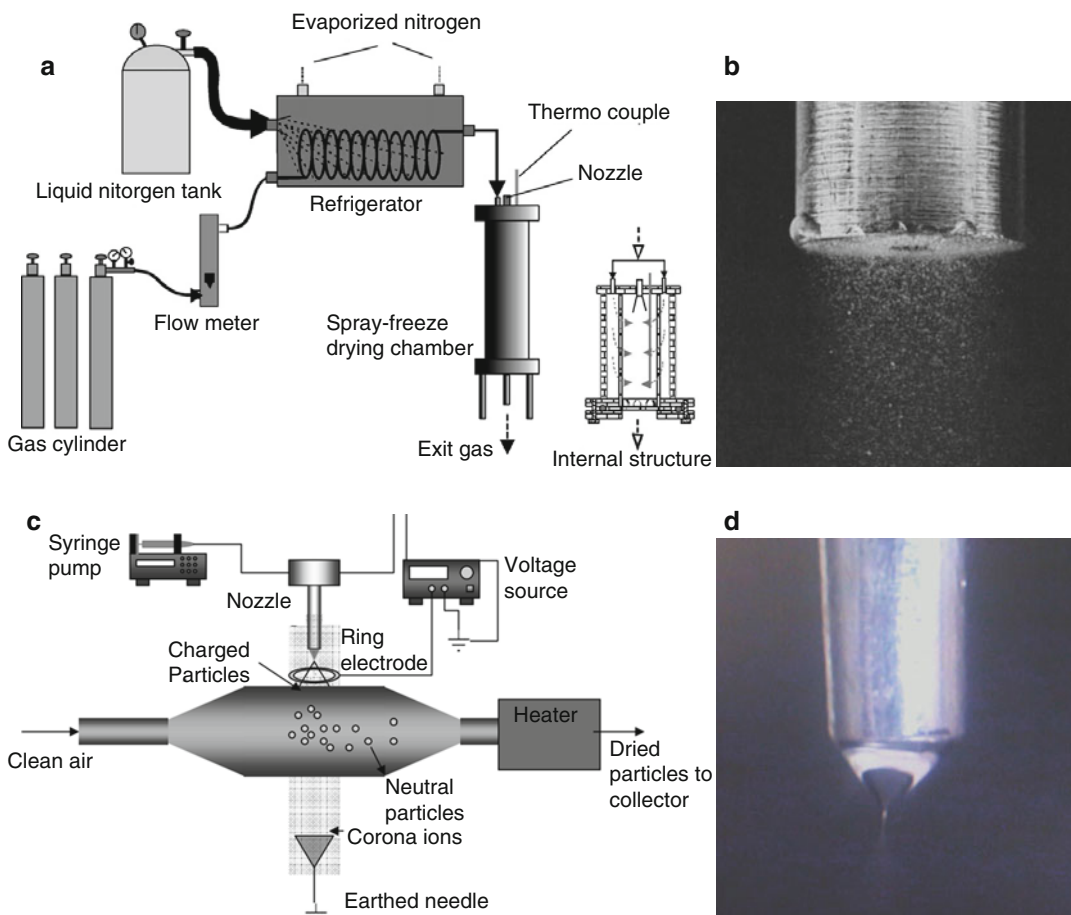 a
Evaporized nitrogen
Thermo couple
Nozzle
Liquid nitorgen tank
Refrigerator
Flow meter
Spray-freeze
drying chamber
Gas cylinder
Exit gas
Internal structure
b
c
Syringe
pump
Nozzle
Voltage
source
Ring
electrode
Charged
Particles
Clean air
Heater
Dried
particles to
collector
Neutral
particles
Corona ions
Earthed needle
d